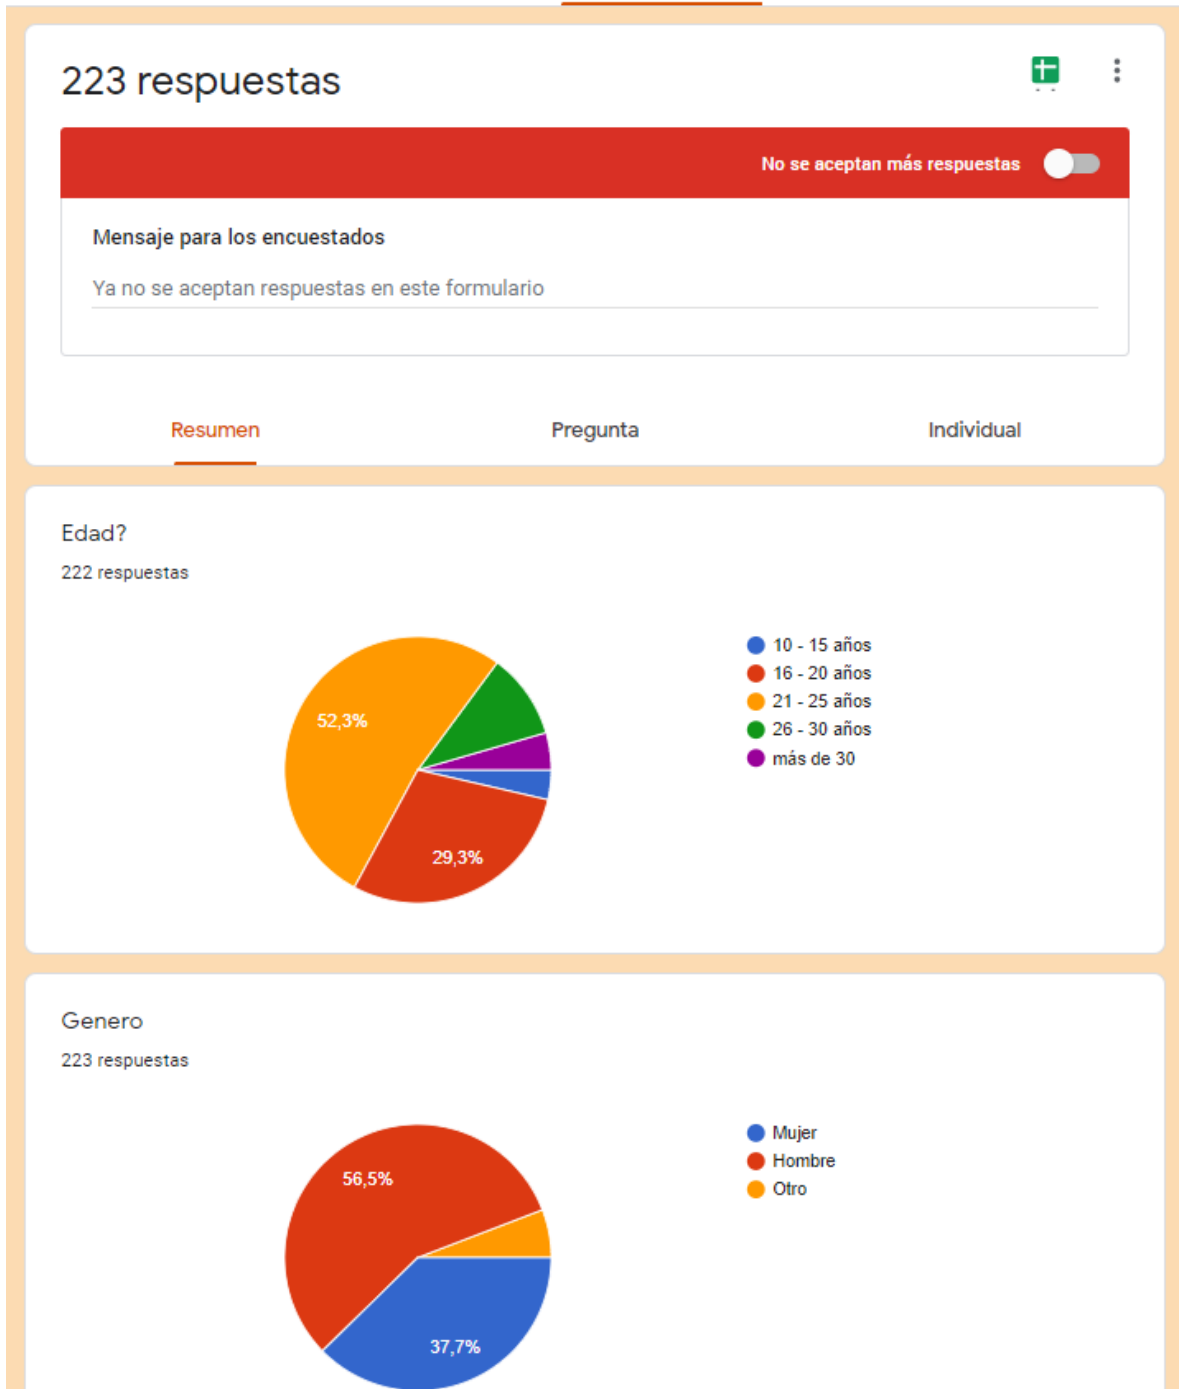 223 respuestas
No se aceptan más respuestas
Mensaje para los encuestados
Ya no se aceptan respuestas en este formulario
Resumen
Pregunta
Individual
Edad?
222 respuestas
52,3%
29,3%
10 - 15 años
16 - 20 años
21 - 25 años
26 - 30 años
más de 30
Genero
223 respuestas
56,5%
37,7%
Mujer
Hombre
Otro